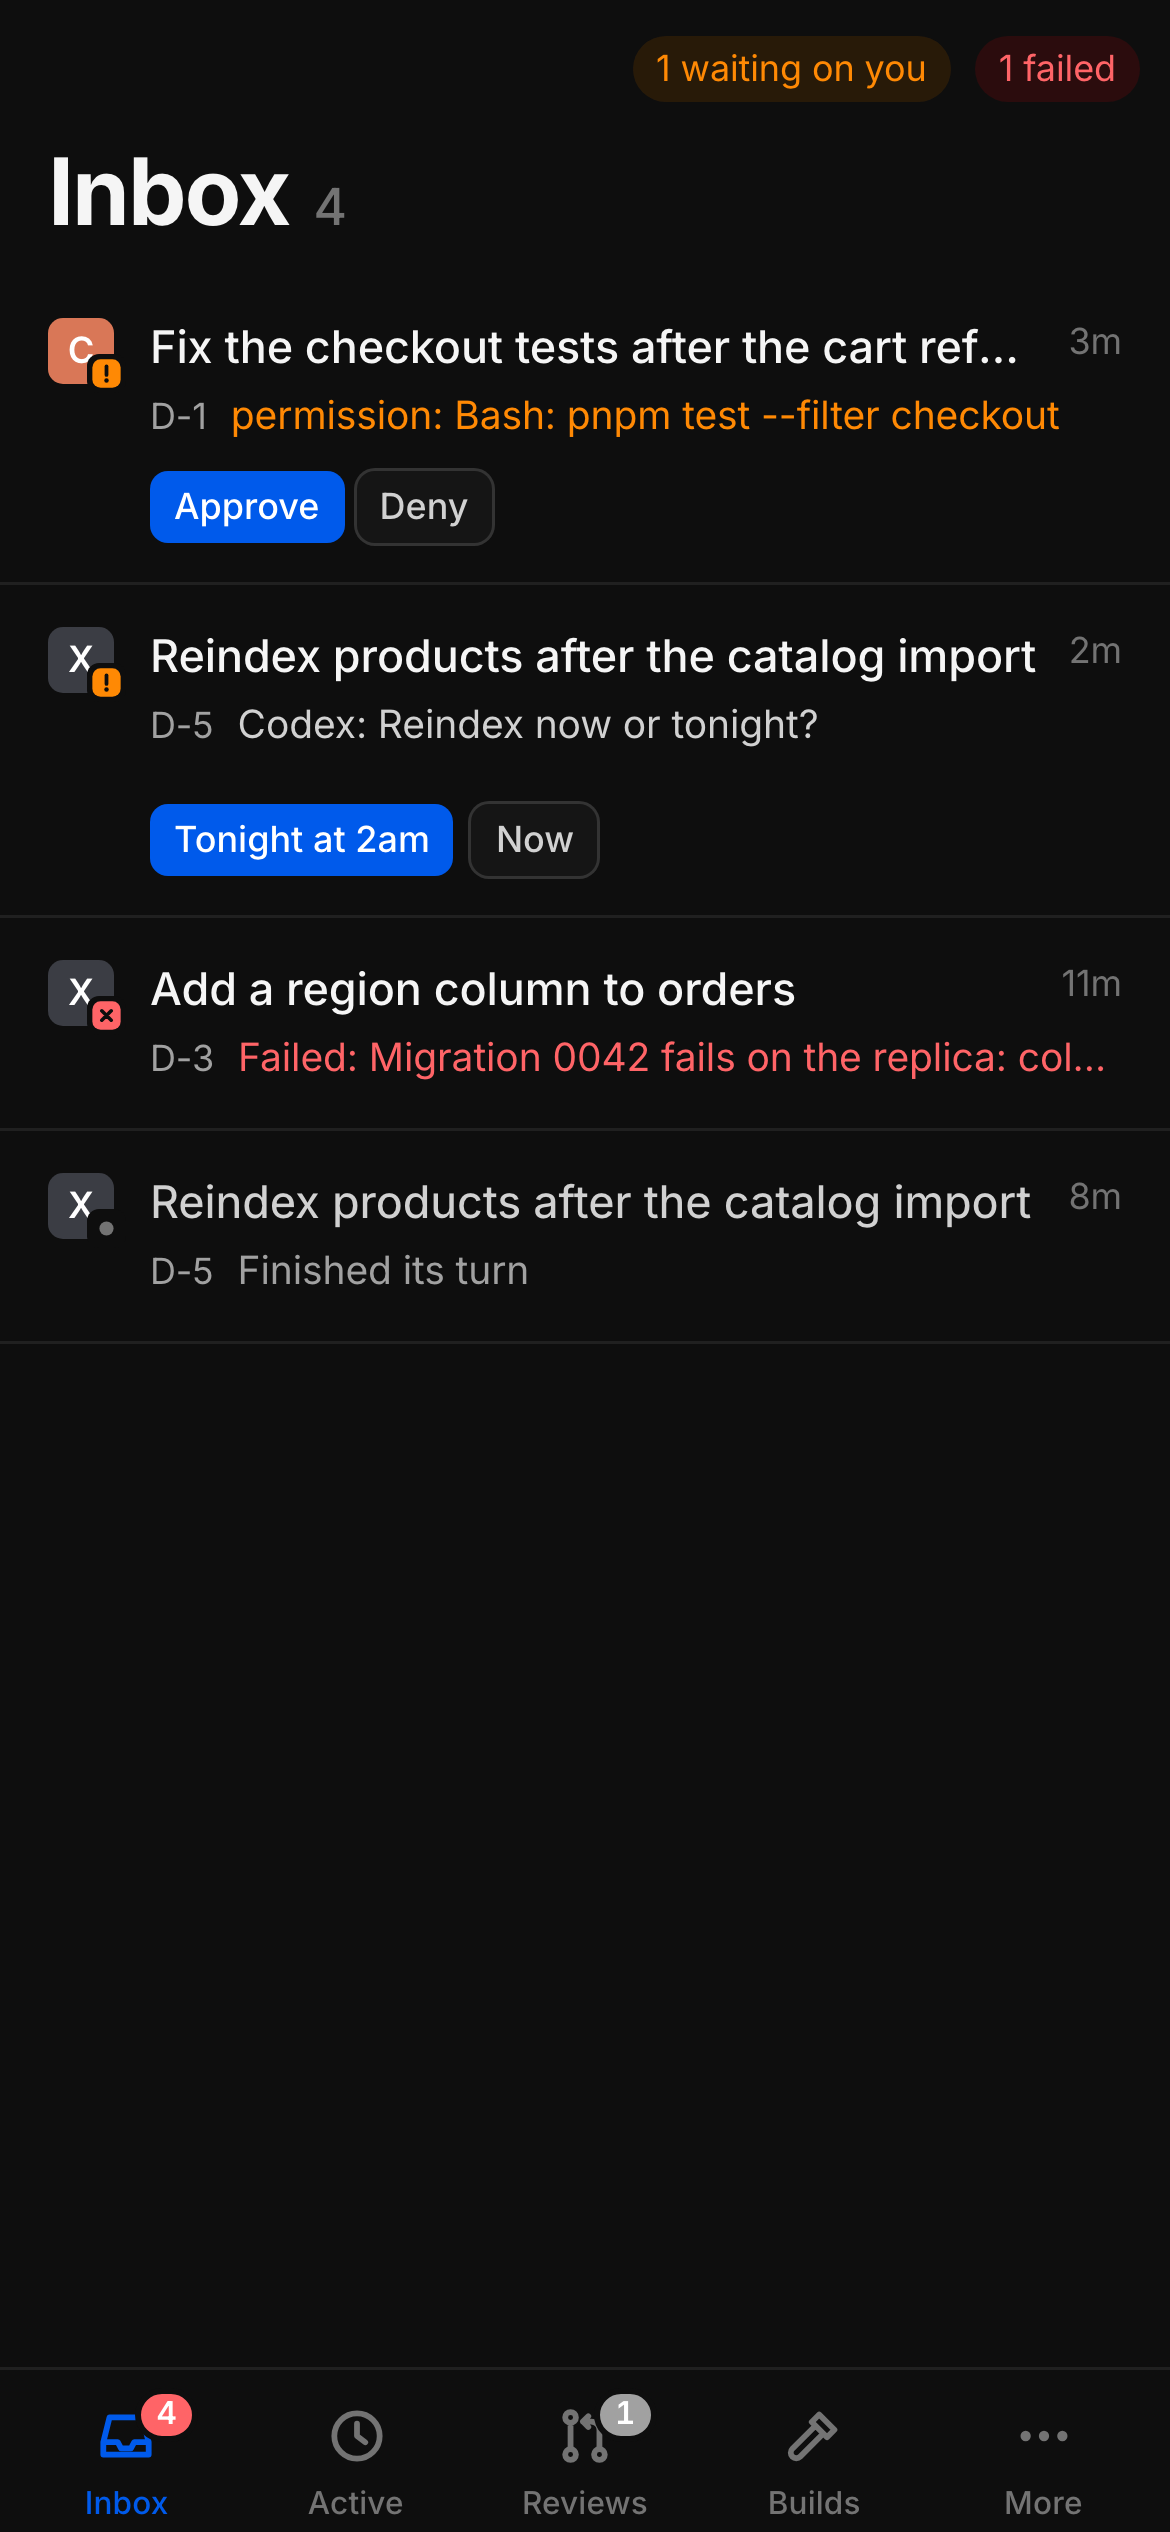 1 waiting on you 1 failed
Inbox 4
C Fix the checkout tests after the cart ref... 3m
D-1 permission: Bash: pnpm test --filter checkout
Approve Deny
X Reindex products after the catalog import 2m
D-5 Codex: Reindex now or tonight?
Tonight at 2am Now
X Add a region column to orders 11m
D-3 Failed: Migration 0042 fails on the replica: col...
X Reindex products after the catalog import 8m
D-5 Finished its turn
4 1
Inbox Active Reviews Builds More